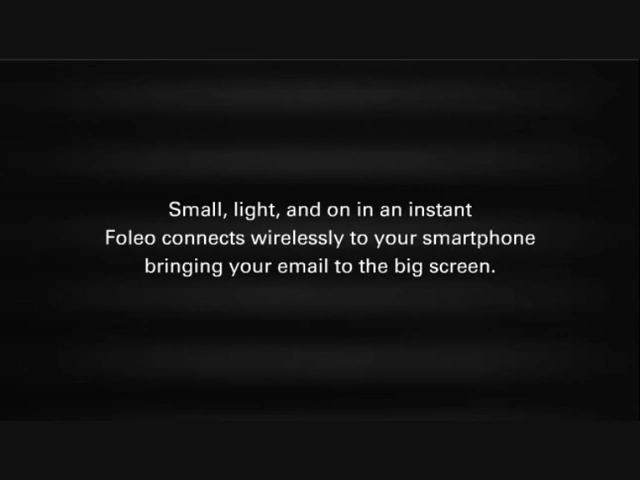 Small, light, and on in an instant
Foleo connects wirelessly to your smartphone
bringing your email to the big screen.